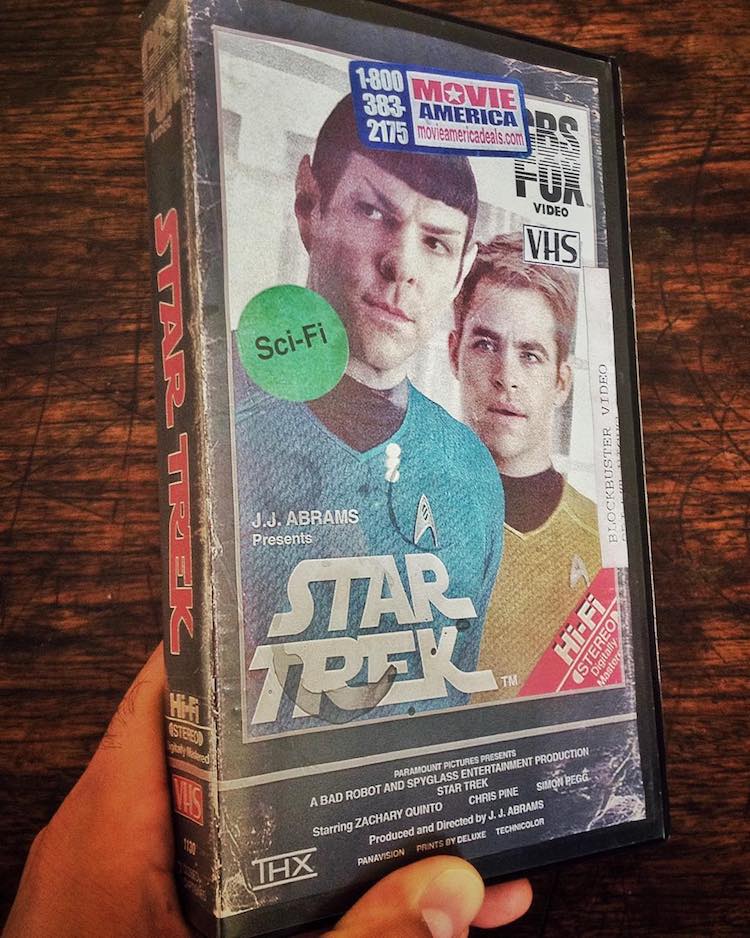 CBS
FOX
VIDEO
STAR TREK
Hi-Fi
STEREO
Digitally Mastered
VHS
1130
1-800
383-
2175
MOVIE
AMERICA
movieamericadeals.com
CBS
FOX
VIDEO
VHS
Sci-Fi
BLOCKBUSTER VIDEO
J.J. ABRAMS
Presents
STAR
TREK
TM
Hi-Fi
STEREO
Digitally
PARAMOUNT PICTURES PRESENTS
A BAD ROBOT AND SPYGLASS ENTERTAINMENT PRODUCTION
STAR TREK
Starring ZACHARY QUINTO CHRIS PINE SIMON PEGG
Produced and Directed by J. J. ABRAMS
PANAVISION PRINTS BY DELUXE TECHNICOLOR
THX